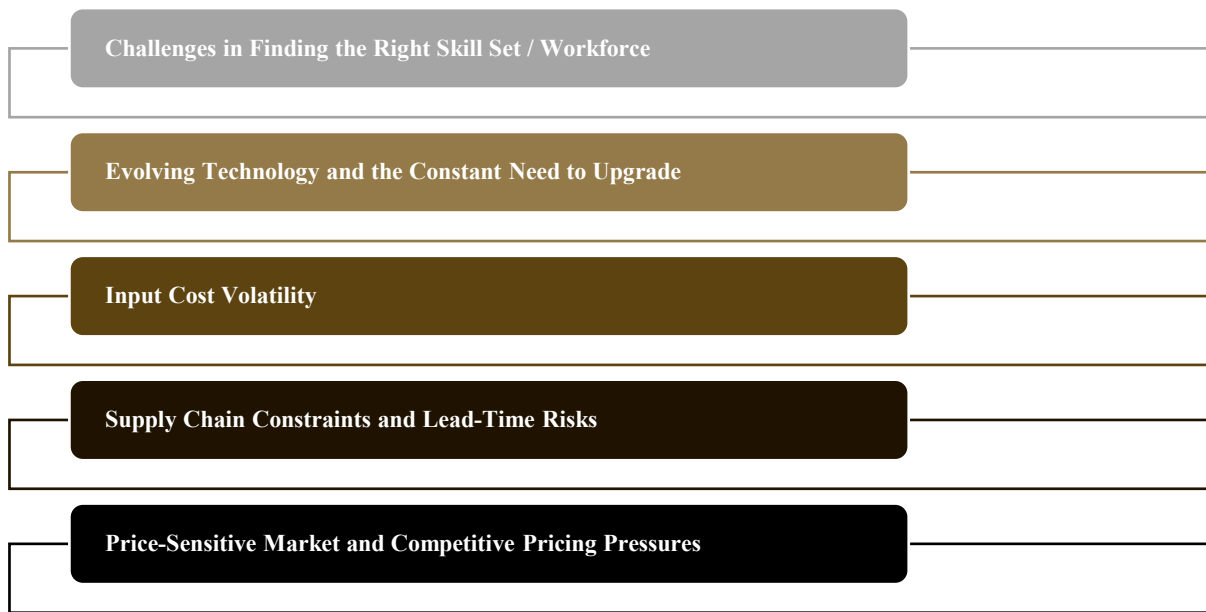 Challenges in Finding the Right Skill Set / Workforce
Evolving Technology and the Constant Need to Upgrade
Input Cost Volatility
Supply Chain Constraints and Lead-Time Risks
Price-Sensitive Market and Competitive Pricing Pressures